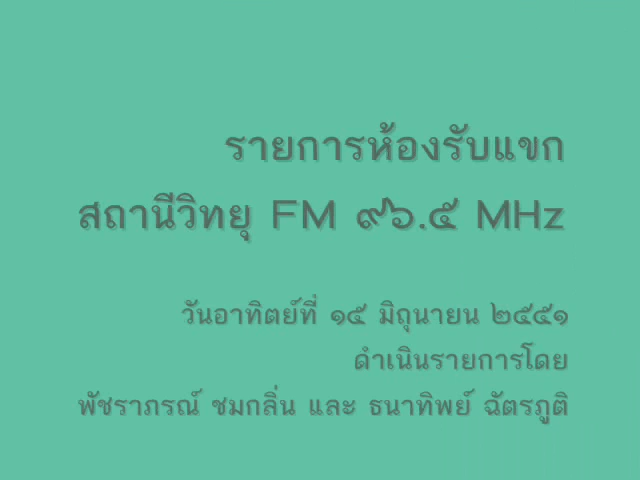 รายการห้องรับแขก
สถานีวิทยุ FM ๙๖.๕ MHz
วันอาทิตย์ที่ ๑๕ มิถุนายน ๒๕๕๑
ดำเนินรายการโดย
พัชราภรณ์ ชมกลิ่น และ ธนาทิพย์ ฉัตรภูติ